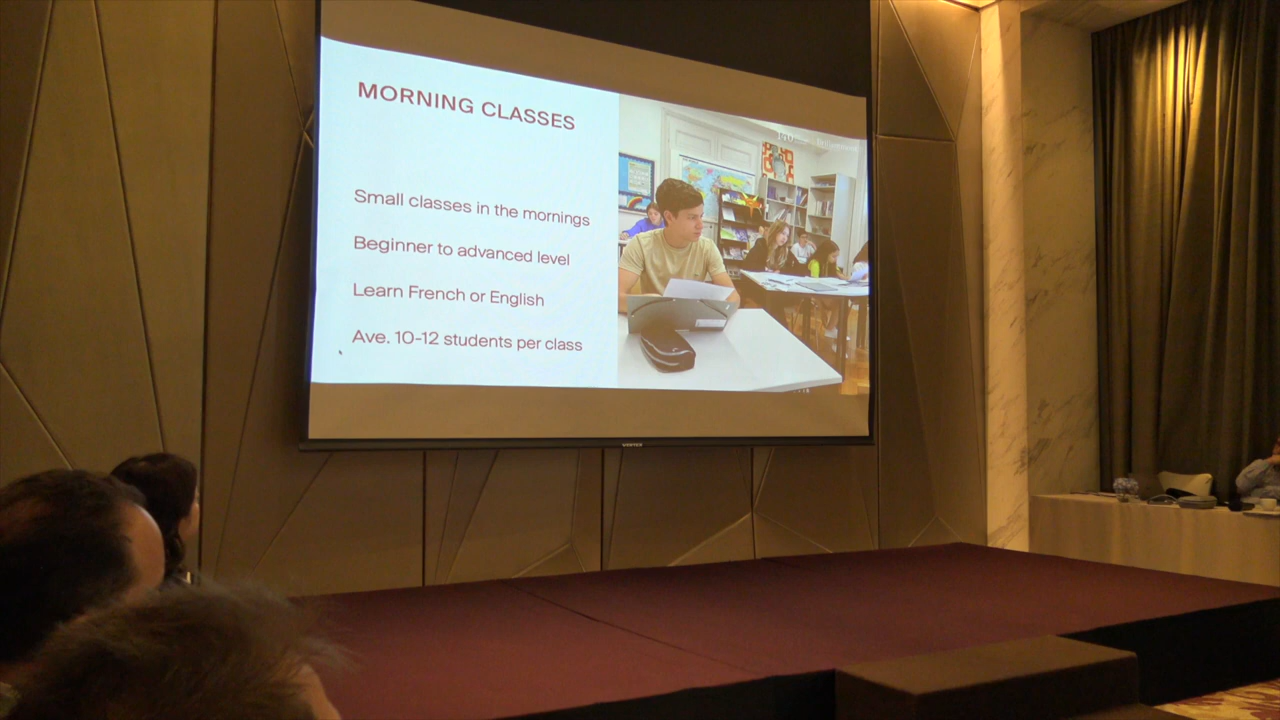 MORNING CLASSES
Small classes in the mornings
Beginner to advanced level
Learn French or English
Ave. 10-12 students per class